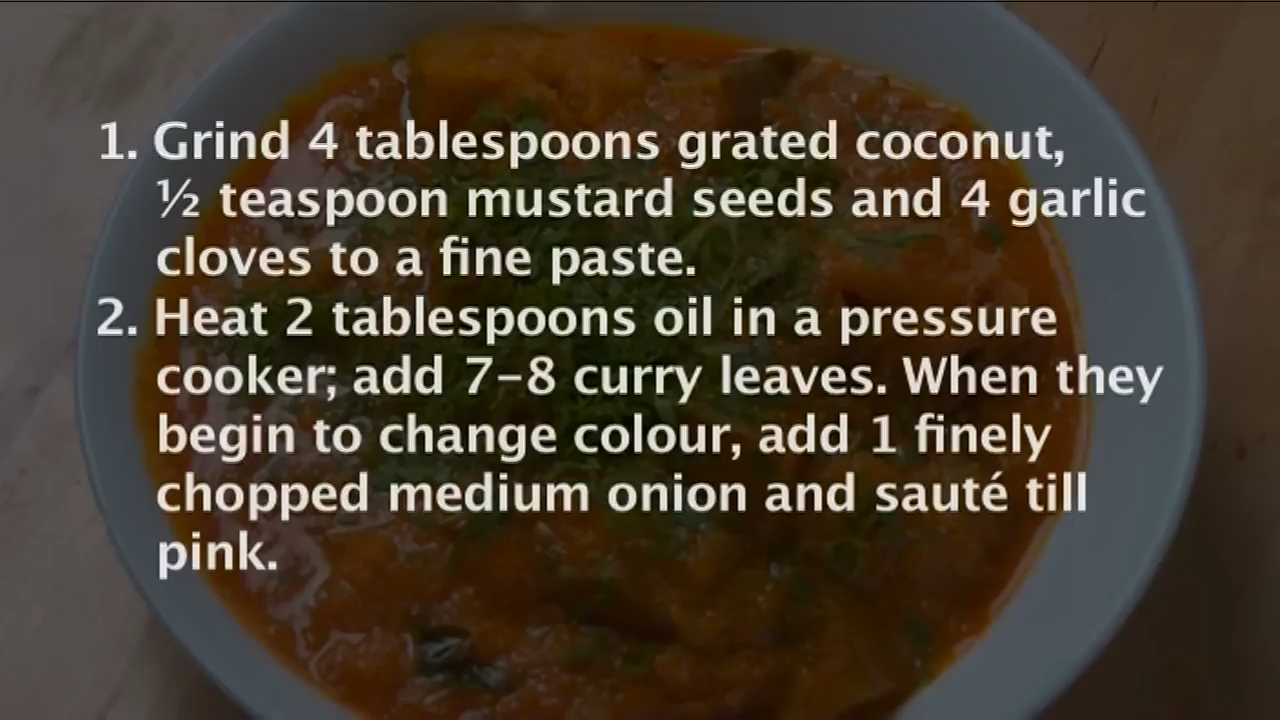 1. Grind 4 tablespoons grated coconut,
½ teaspoon mustard seeds and 4 garlic
cloves to a fine paste.
2. Heat 2 tablespoons oil in a pressure
cooker; add 7–8 curry leaves. When they
begin to change colour, add 1 finely
chopped medium onion and sauté till
pink.